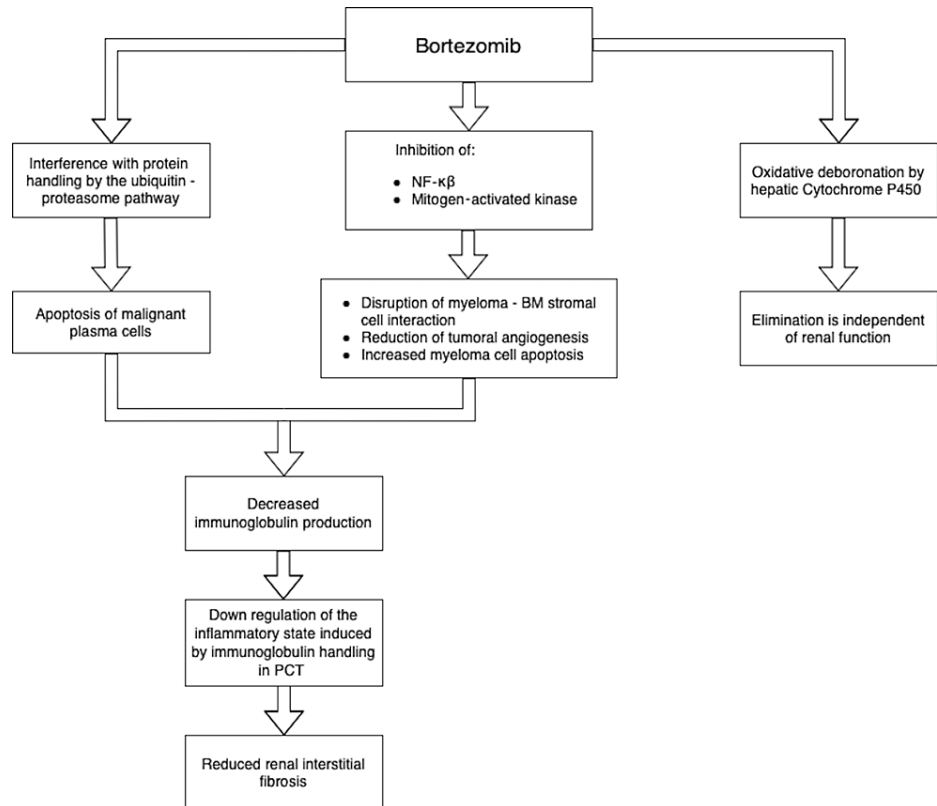 Bortezomib
Interference with protein
handling by the ubiquitin -
proteasome pathway
Inhibition of:
● NF-κβ
● Mitogen-activated kinase
Oxidative deboronation by
hepatic Cytochrome P450
Apoptosis of malignant
plasma cells
● Disruption of myeloma - BM stromal
cell interaction
● Reduction of tumoral angiogenesis
● Increased myeloma cell apoptosis
Elimination is independent
of renal function
Decreased
immunoglobulin production
Down regulation of the
inflammatory state induced
by immunoglobulin handling
in PCT
Reduced renal interstitial
fibrosis